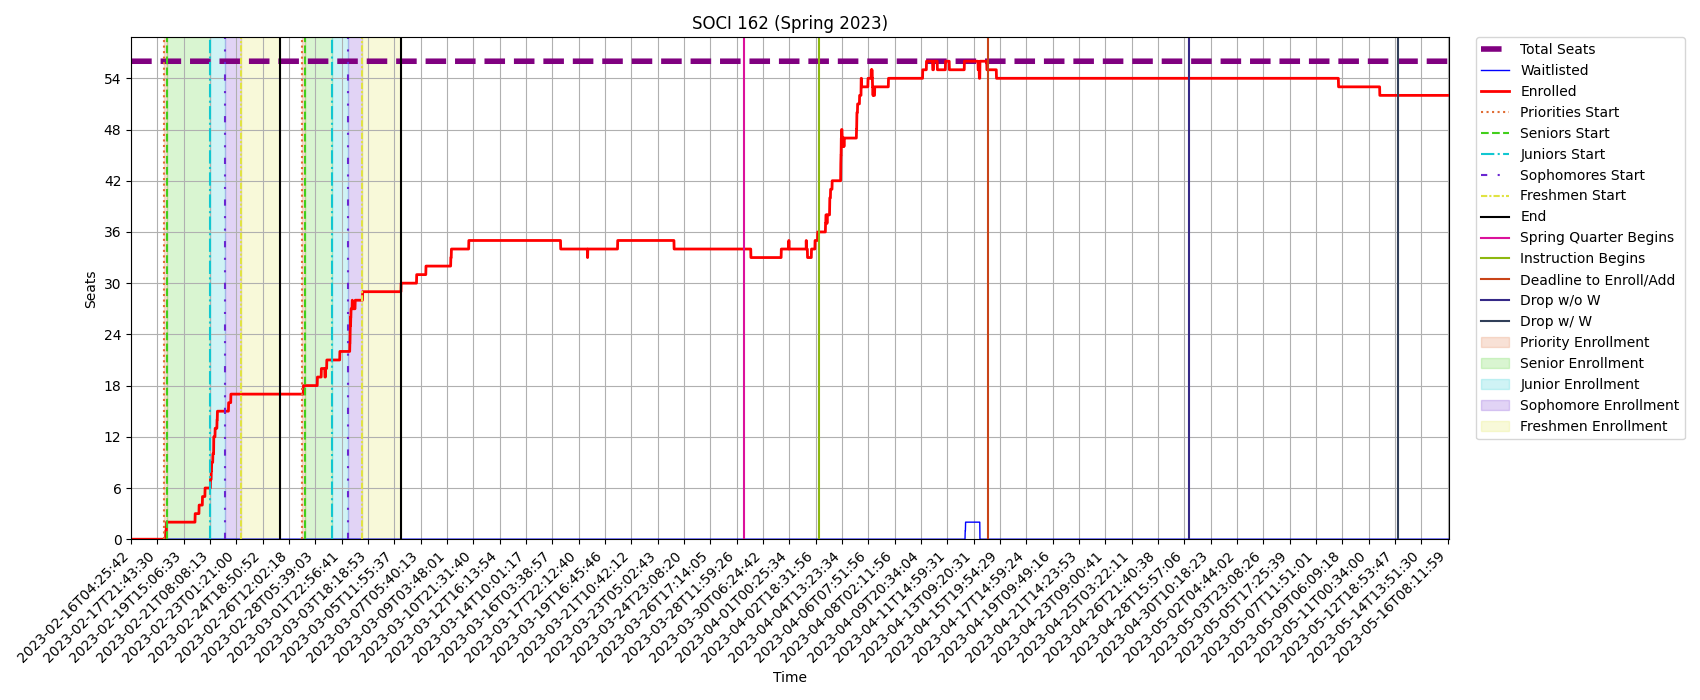 SOCI 162 (Spring 2023)
Total Seats
Waitlisted
Enrolled
Priorities Start
Seniors Start
Juniors Start
Sophomores Start
Freshmen Start
End
Spring Quarter Begins
Instruction Begins
Deadline to Enroll/Add
Drop w/o W
Drop w/ W
Priority Enrollment
Senior Enrollment
Junior Enrollment
Sophomore Enrollment
Freshmen Enrollment
Seats
54
48
42
36
30
24
18
12
6
0
2023-02-16T04:25:42
2023-02-17T21:43:30
2023-02-19T15:06:33
2023-02-21T08:08:13
2023-02-23T01:21:00
2023-02-24T18:50:52
2023-02-26T12:02:18
2023-02-28T05:39:03
2023-03-01T22:56:41
2023-03-03T18:18:53
2023-03-05T11:55:37
2023-03-07T05:40:13
2023-03-09T03:48:01
2023-03-12T16:31:40
2023-03-12T16:13:54
2023-03-14T10:01:17
2023-03-16T03:38:57
2023-03-17T22:12:40
2023-03-19T16:45:46
2023-03-21T10:42:12
2023-03-23T05:02:43
2023-03-24T23:08:20
2023-03-26T17:14:05
2023-03-28T11:59:26
2023-03-30T06:24:42
2023-04-01T00:25:34
2023-04-02T18:31:56
2023-04-04T13:23:34
2023-04-06T07:51:56
2023-04-08T02:11:56
2023-04-09T20:34:04
2023-04-11T14:59:31
2023-04-13T09:20:31
2023-04-15T19:54:29
2023-04-17T14:59:24
2023-04-19T09:49:16
2023-04-21T14:23:53
2023-04-23T09:00:41
2023-04-25T03:22:11
2023-04-26T21:40:38
2023-04-28T15:57:06
2023-04-30T10:18:23
2023-05-02T04:44:02
2023-05-03T23:08:26
2023-05-05T17:25:39
2023-05-07T11:51:01
2023-05-09T06:09:18
2023-05-11T00:34:00
2023-05-12T18:53:47
2023-05-14T13:51:30
2023-05-16T08:11:59
Time